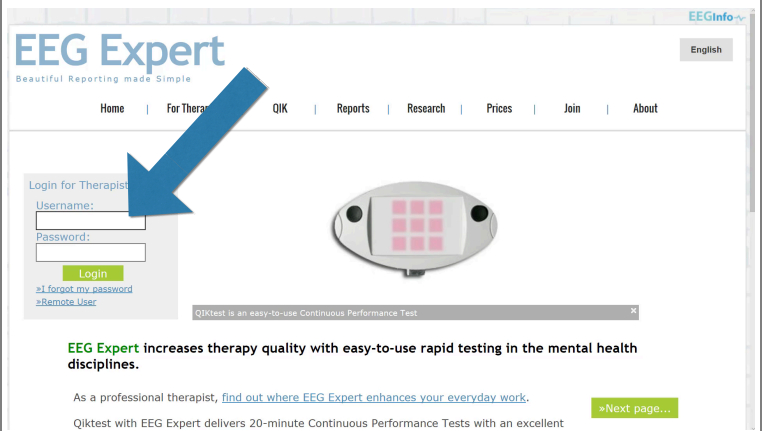 EEGInfo
EEG Expert
English
Beautiful Reporting made Simple
Home | For | QIK | Reports | Research | Prices | Join | About
Login for
Username:
Password:
Login
»I forgot my password
»Remote User
QIKtest is an easy-to-use Continuous Performance Test ×
EEG Expert increases therapy quality with easy-to-use rapid testing in the mental health
disciplines.
As a professional therapist, find out where EEG Expert enhances your everyday work.
»Next page...
Qiktest with EEG Expert delivers 20-minute Continuous Performance Tests with an excellent